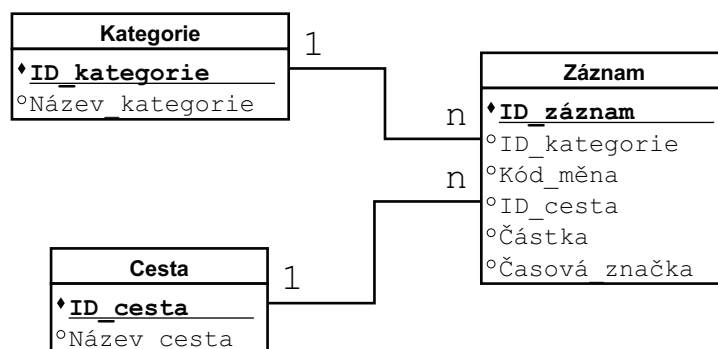 Kategorie
ID_kategorie
Název_kategorie
1
n
Záznam
ID_záznam
ID_kategorie
Kód_měna
ID_cesta
Částka
Časová_značka
n
1
Cesta
ID_cesta
Název_cesta